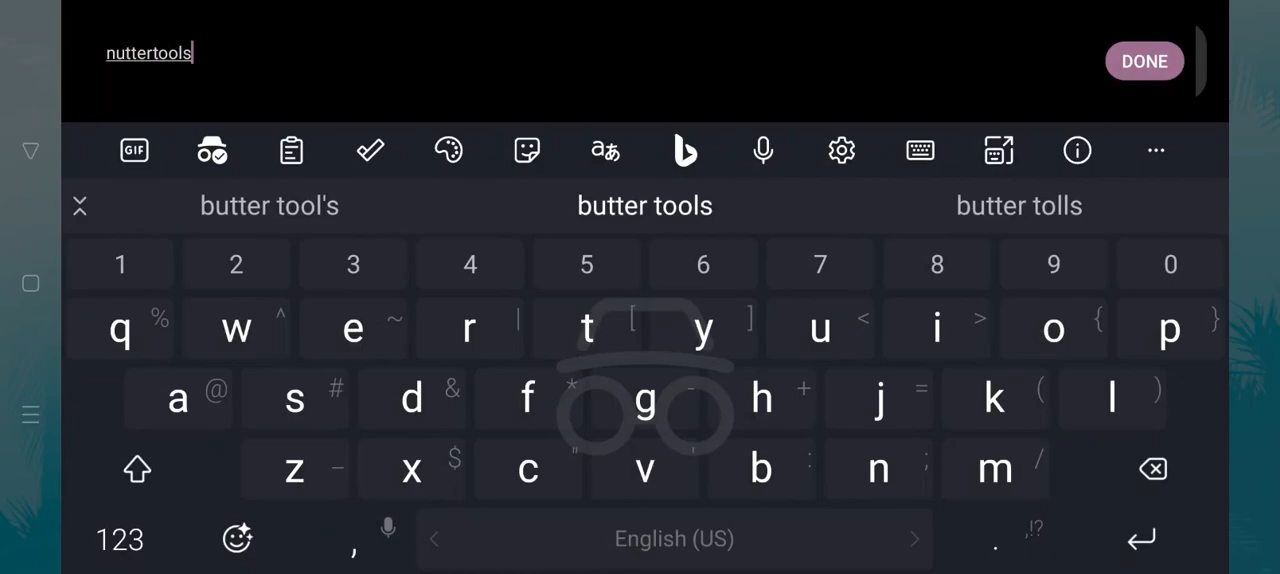 nuttertools
DONE
GIF
butter tool's butter tools butter tolls
1 2 3 4 5 6 7 8 9 0
q % w ^ e ~ r | t [ y ] u < i > o { p }
a @ s # d & f * g - h + j = k ( l )
z _ x $ c " v ' b : n ; m /
123 , < English (US) > . ,!?